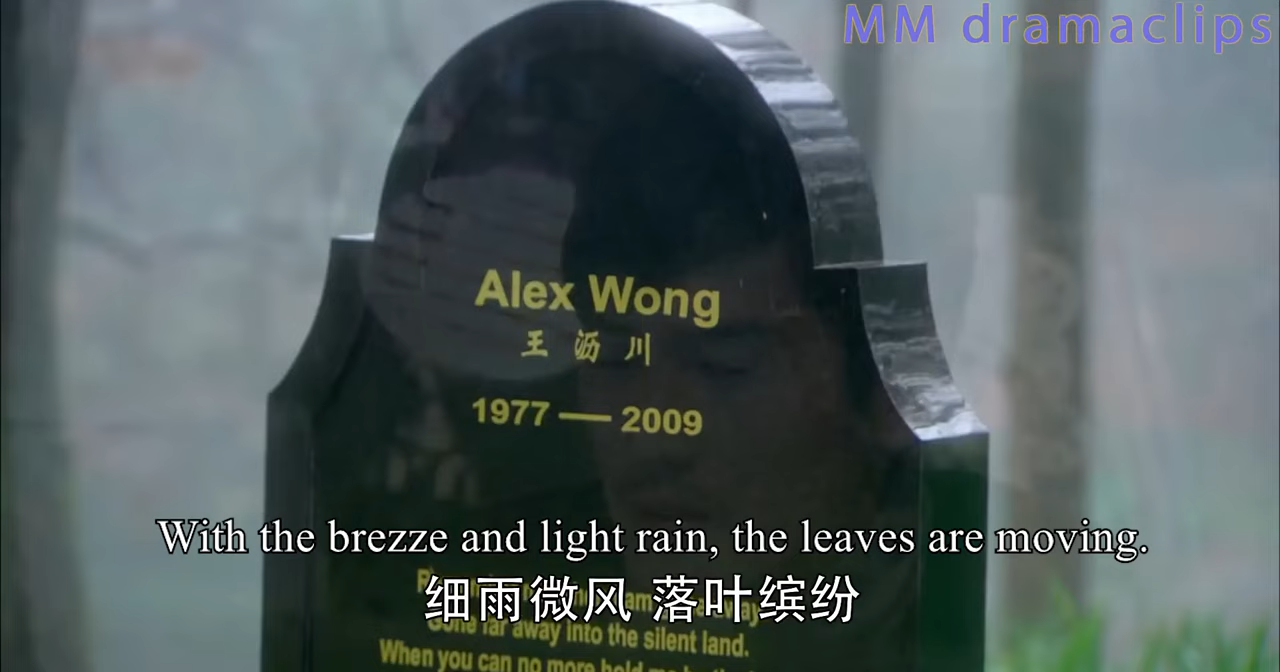 MM dramaclips
Alex Wong
王沥川
1977 — 2009
With the brezze and light rain, the leaves are moving.
细雨微风 落叶缤纷
far away into the silent land.
When you can no more hold me